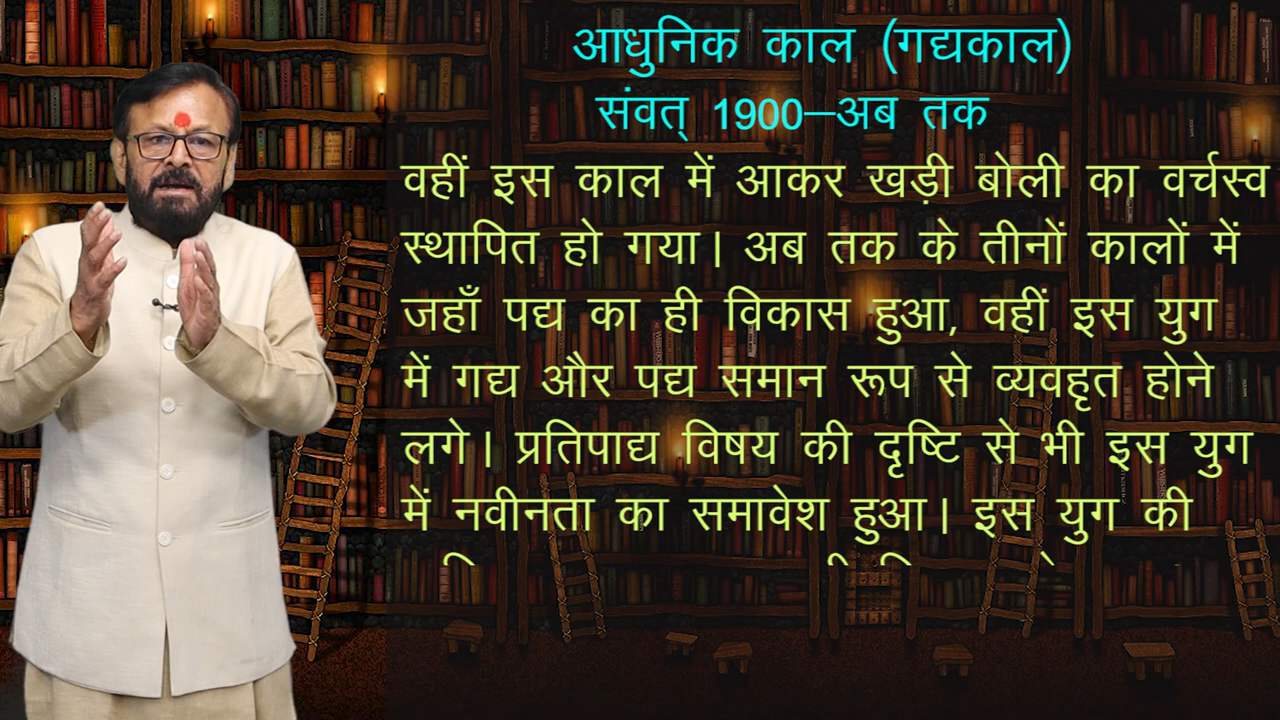 आधुनिक काल (गद्यकाल)
संवत् 1900–अब तक
वहीं इस काल में आकर खड़ी बोली का वर्चस्व
स्थापित हो गया। अब तक के तीनों कालों में
जहाँ पद्य का ही विकास हुआ, वहीं इस युग
में गद्य और पद्य समान रूप से व्यवहृत होने
लगे। प्रतिपाद्य विषय की दृष्टि से भी इस युग
में नवीनता का समावेश हुआ। इस युग की